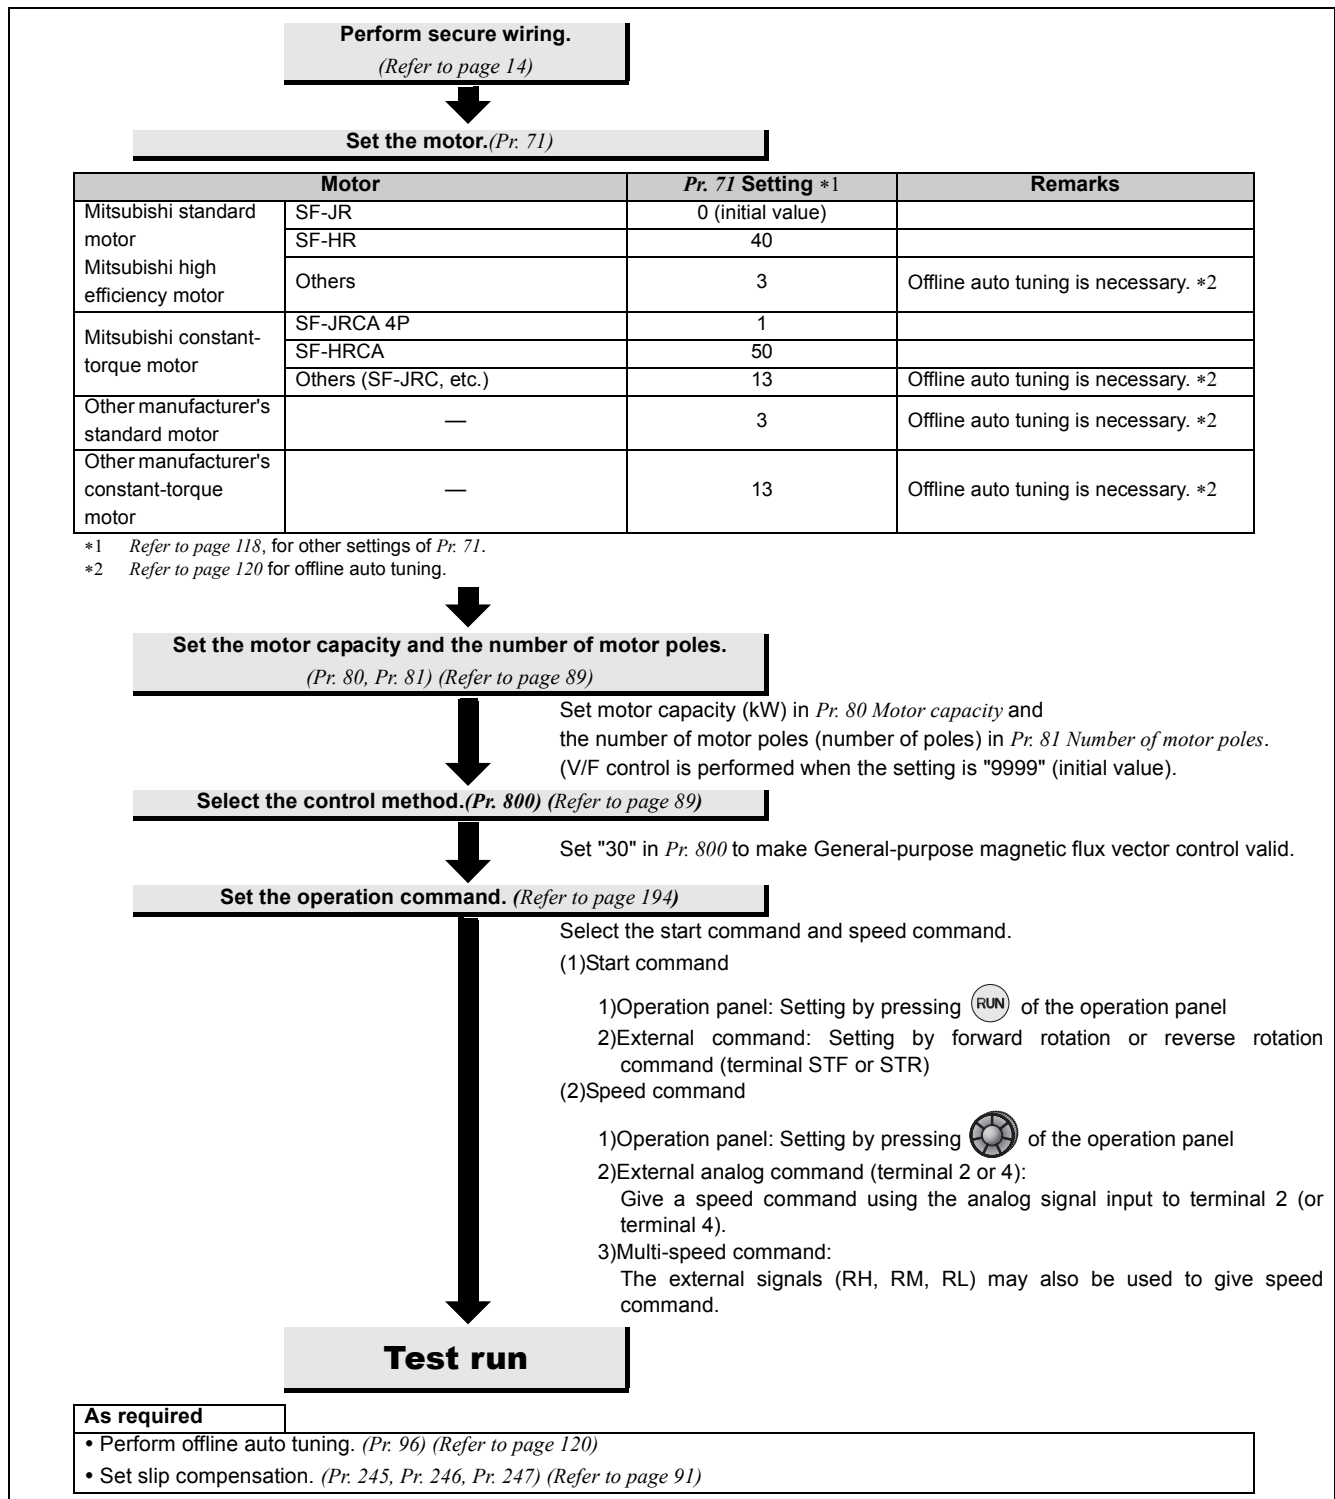 Perform secure wiring.
(Refer to page 14)
Set the motor.(Pr. 71)
Motor Pr. 71 Setting *1 Remarks
Mitsubishi standard
motor
Mitsubishi high
efficiency motor
SF-JR 0 (initial value)
SF-HR 40
Others 3 Offline auto tuning is necessary. *2
Mitsubishi constant-
torque motor
SF-JRCA 4P 1
SF-HRCA 50
Others (SF-JRC, etc.) 13 Offline auto tuning is necessary. *2
Other manufacturer's
standard motor
— 3 Offline auto tuning is necessary. *2
Other manufacturer's
constant-torque
motor
— 13 Offline auto tuning is necessary. *2
*1 Refer to page 118, for other settings of Pr. 71.
*2 Refer to page 120 for offline auto tuning.
Set the motor capacity and the number of motor poles.
(Pr. 80, Pr. 81) (Refer to page 89)
Set motor capacity (kW) in Pr. 80 Motor capacity and
the number of motor poles (number of poles) in Pr. 81 Number of motor poles.
(V/F control is performed when the setting is "9999" (initial value).
Select the control method.(Pr. 800) (Refer to page 89)
Set "30" in Pr. 800 to make General-purpose magnetic flux vector control valid.
Set the operation command. (Refer to page 194)
Select the start command and speed command.
(1)Start command
1)Operation panel: Setting by pressing RUN of the operation panel
2)External command: Setting by forward rotation or reverse rotation
command (terminal STF or STR)
(2)Speed command
1)Operation panel: Setting by pressing of the operation panel
2)External analog command (terminal 2 or 4):
Give a speed command using the analog signal input to terminal 2 (or
terminal 4).
3)Multi-speed command:
The external signals (RH, RM, RL) may also be used to give speed
command.
Test run
As required
• Perform offline auto tuning. (Pr. 96) (Refer to page 120)
• Set slip compensation. (Pr. 245, Pr. 246, Pr. 247) (Refer to page 91)